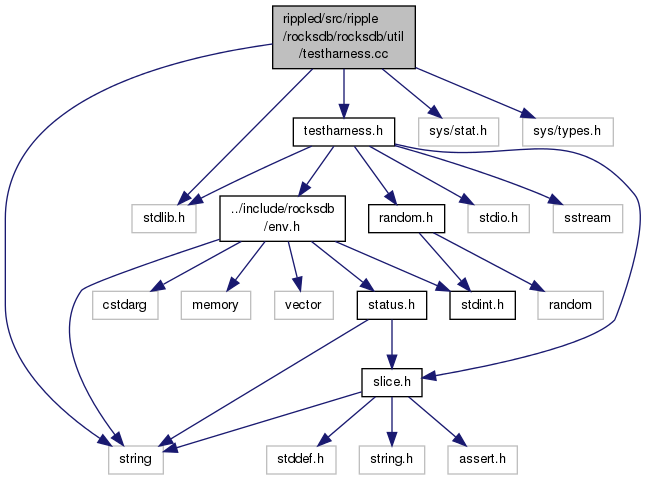 rippled/src/ripple
/rocksdb/rocksdb/util
/testharness.cc
testharness.h
sys/stat.h
sys/types.h
stdlib.h
../include/rocksdb
/env.h
random.h
stdio.h
sstream
cstdarg
memory
vector
status.h
stdint.h
random
slice.h
string
stddef.h
string.h
assert.h